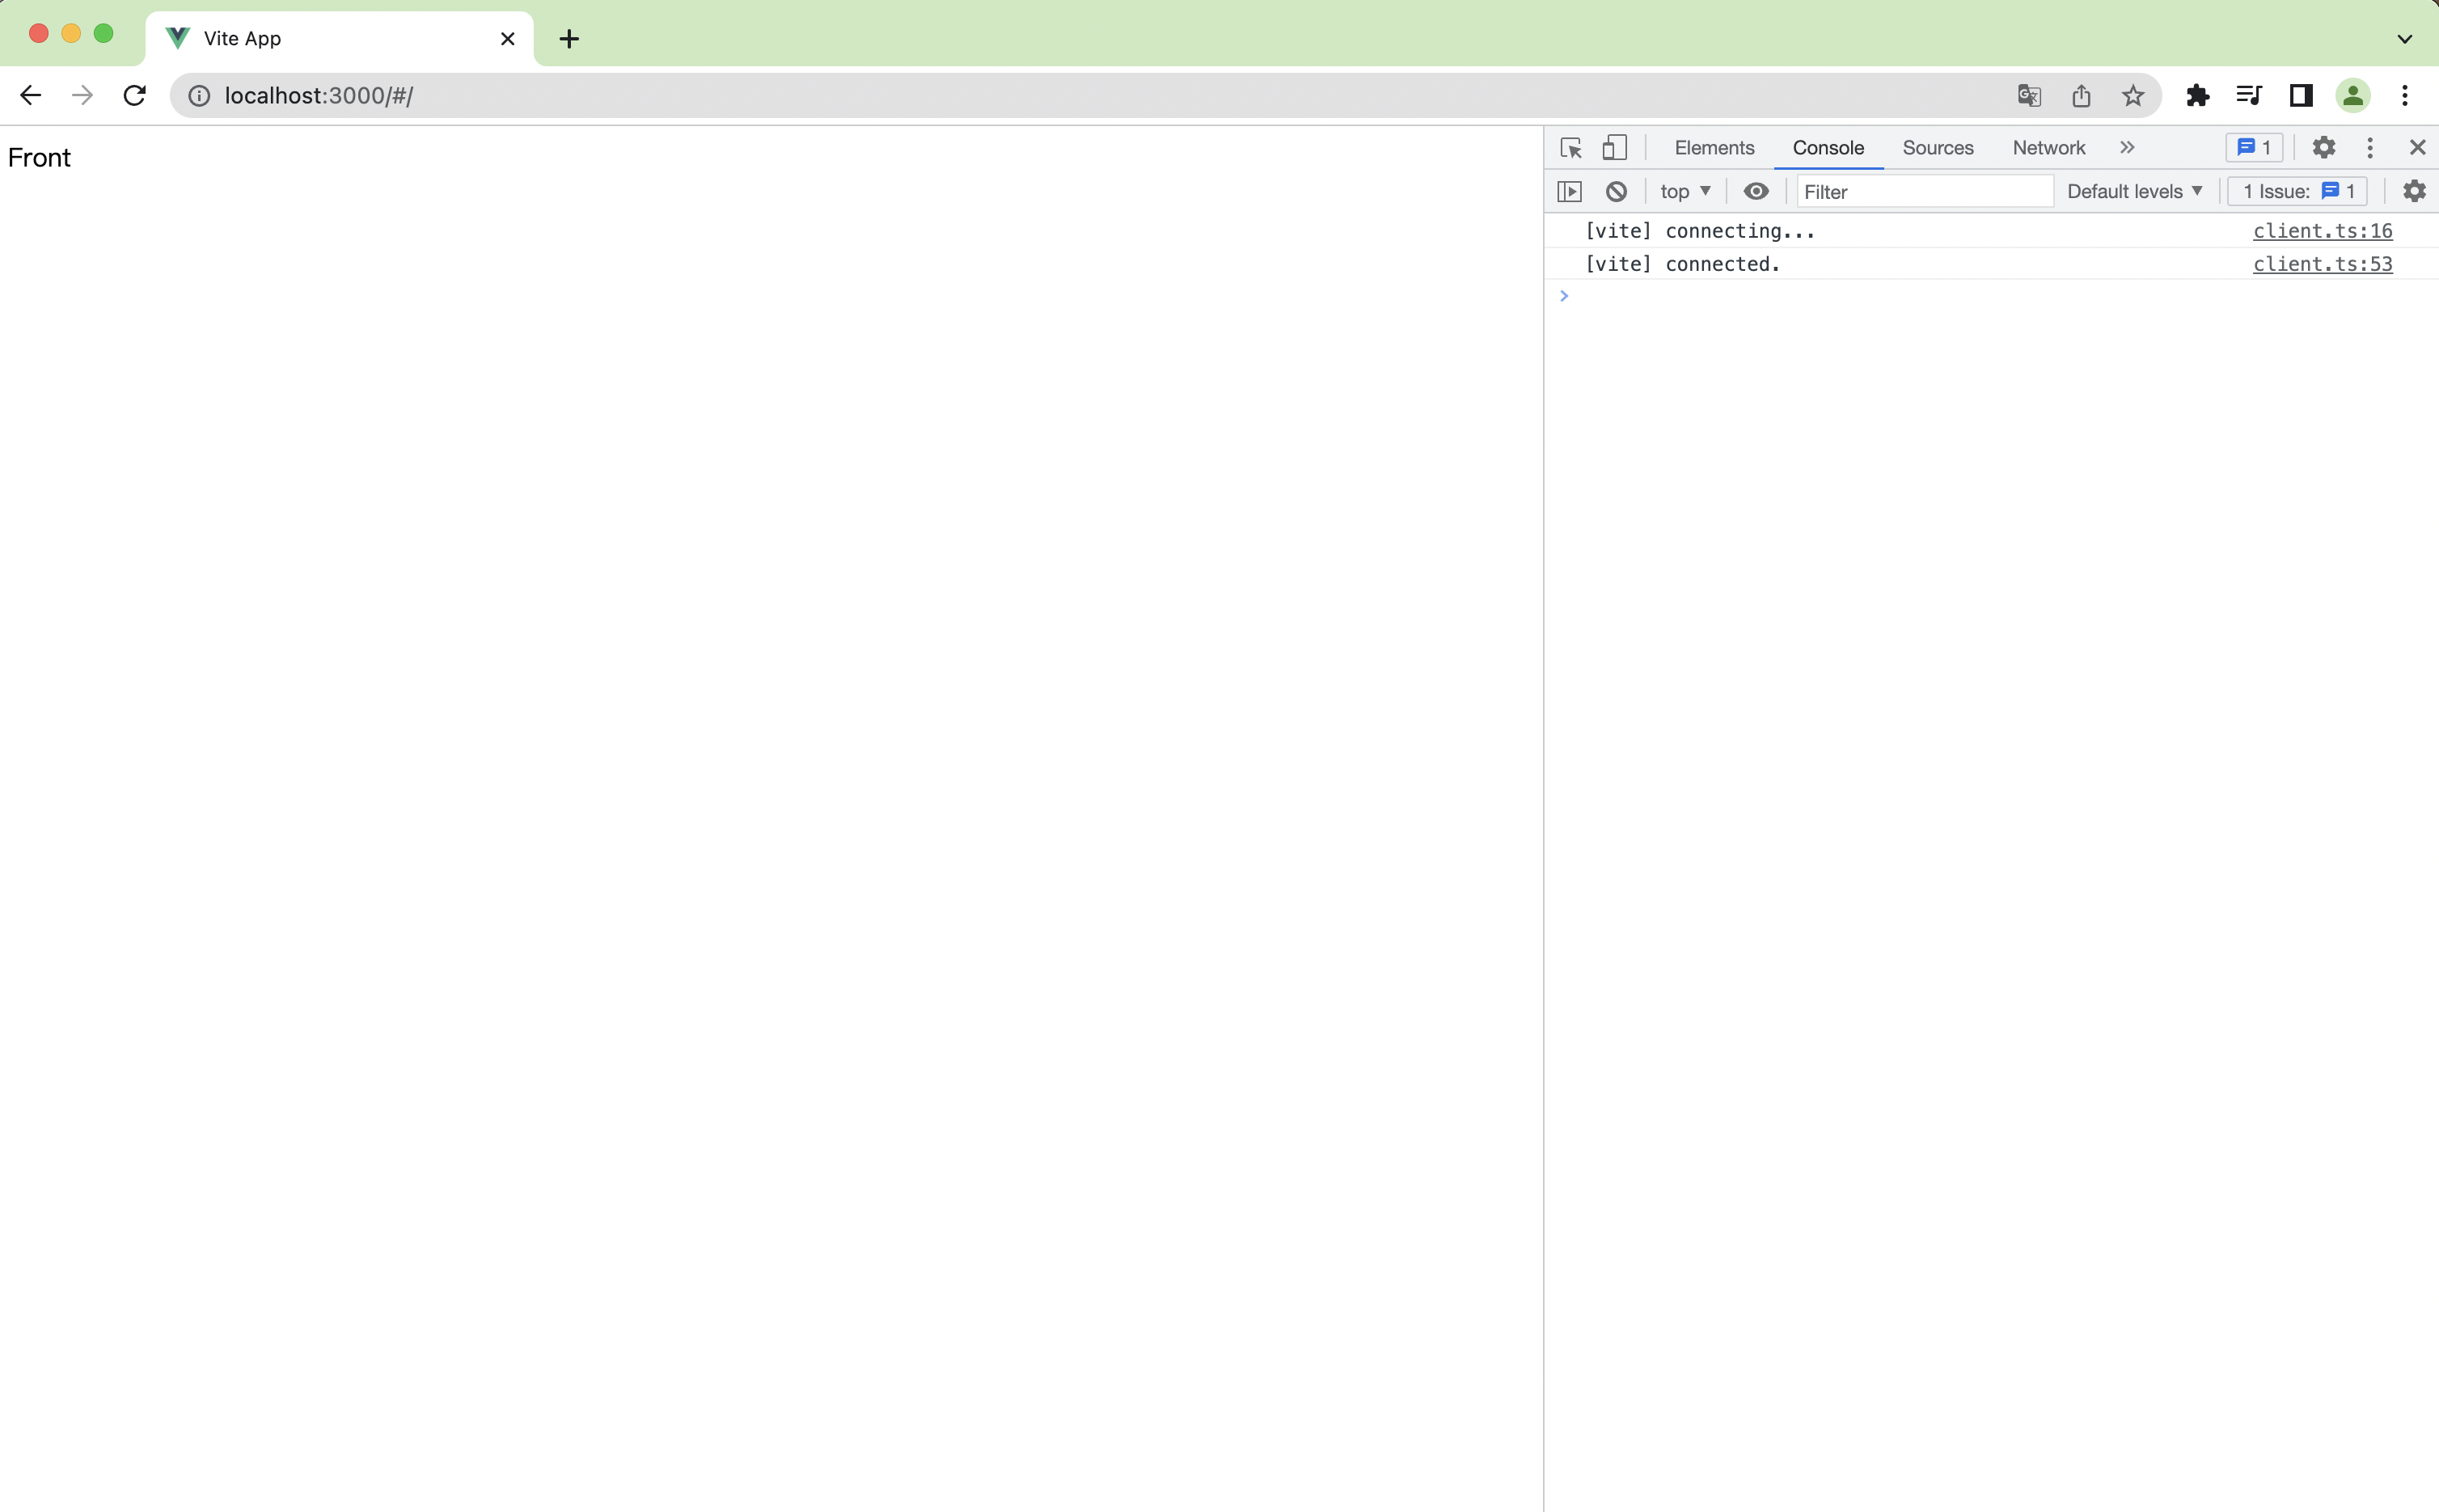 Vite App
localhost:3000/#/
Front
Elements Console Sources Network 1
top Filter Default levels 1 Issue: 1
[vite] connecting... client.ts:16
[vite] connected. client.ts:53